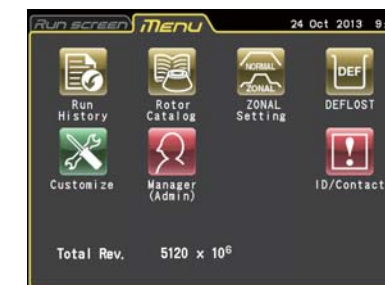 Run screen Menu 24 Oct 2013 9:
NORMAL
ZONAL
DEF
Run History
Rotor Catalog
ZONAL Setting
DEFLOST
Customize
Manager (Admin)
ID/Contact
Total Rev. 5120 × 10⁶